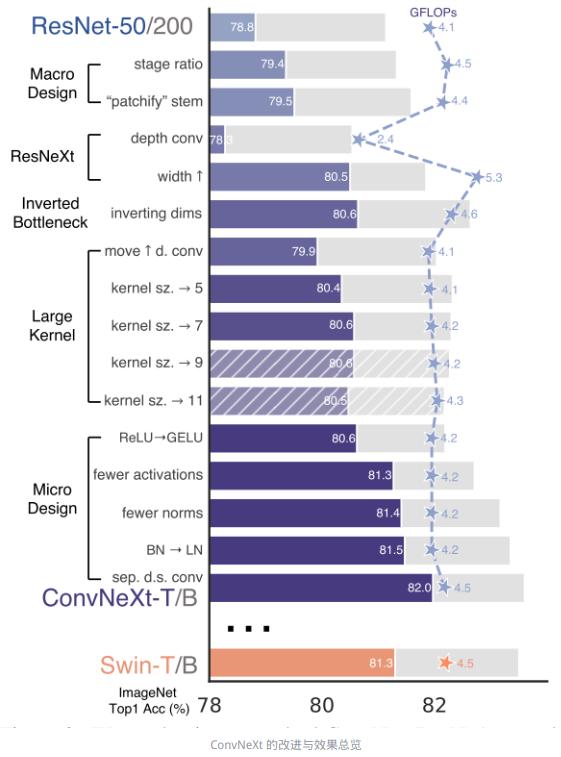 GFLOPs
ResNet-50/200 78.8 4.1
Macro Design
stage ratio 79.4 4.5
"patchify" stem 79.5 4.4
ResNeXt
depth conv 78.3 2.4
width ↑ 80.5 5.3
Inverted Bottleneck
inverting dims 80.6 4.6
Large Kernel
move ↑ d. conv 79.9 4.1
kernel sz. → 5 80.4 4.1
kernel sz. → 7 80.6 4.2
kernel sz. → 9 80.6 4.2
kernel sz. → 11 80.5 4.3
Micro Design
ReLU→GELU 80.6 4.2
fewer activations 81.3 4.2
fewer norms 81.4 4.2
BN → LN 81.5 4.2
sep. d.s. conv
ConvNeXt-T/B 82.0 4.5
...
Swin-T/B 81.3 4.5
ImageNet
Top1 Acc (%) 78 80 82
ConvNeXt 的改进与效果总览